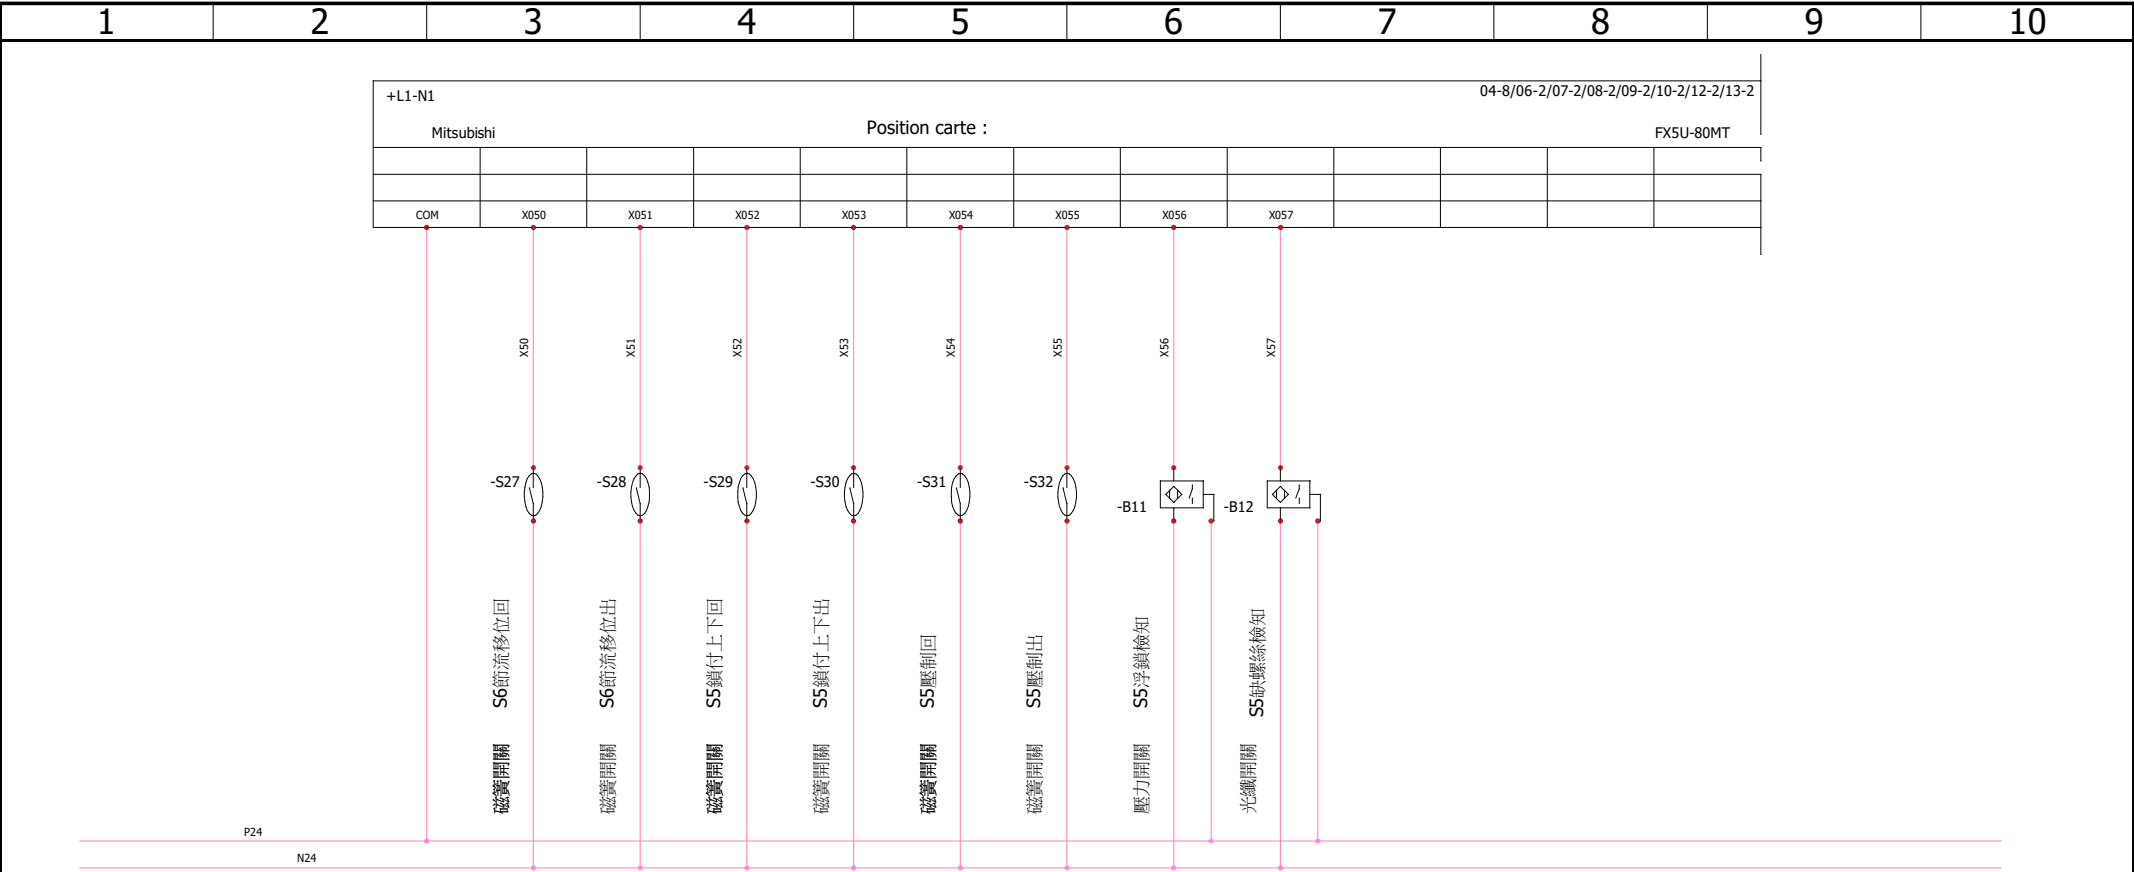 1 2 3 4 5 6 7 8 9 10
+L1-N1 04-8/06-2/07-2/08-2/09-2/10-2/12-2/13-2
Mitsubishi Position carte : FX5U-80MT
COM X050 X051 X052 X053 X054 X055 X056 X057
X50 X51 X52 X53 X54 X55 X56 X57
-S27 -S28 -S29 -S30 -S31 -S32 -B11 -B12
磁簧開關 S6節流移位回
磁簧開關 S6節流移位出
磁簧開關 S5鎖付上下回
磁簧開關 S5鎖付上下出
磁簧開關 S5壓制回
磁簧開關 S5壓制出
壓力開關 S5浮鎖檢知
光纖開關 S5缺螺絲檢知
P24
N24